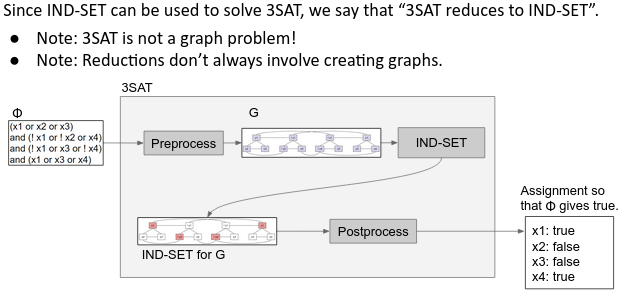 Since IND-SET can be used to solve 3SAT, we say that “3SAT reduces to IND-SET”.
● Note: 3SAT is not a graph problem!
● Note: Reductions don’t always involve creating graphs.
3SAT
Φ
G
(x1 or x2 or x3)
and (! x1 or ! x2 or x4)
and (! x1 or x3 or ! x4)
and (x1 or x3 or x4)
Preprocess
IND-SET
IND-SET for G
Postprocess
Assignment so
that Φ gives true.
x1: true
x2: false
x3: false
x4: true